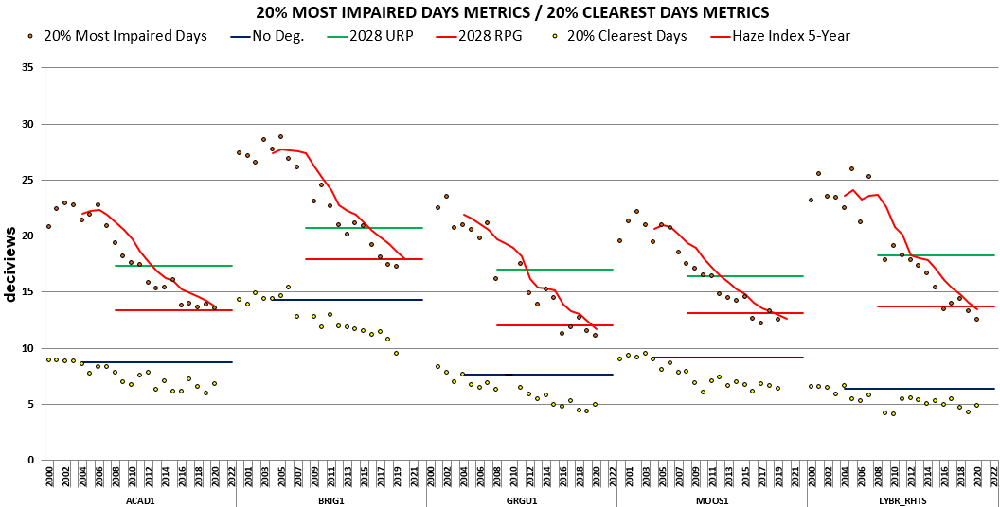 20% MOST IMPAIRED DAYS METRICS / 20% CLEAREST DAYS METRICS
20% Most Impaired Days No Deg. 2028 URP 2028 RPG 20% Clearest Days Haze Index 5-Year
deciviews
35
30
25
20
15
10
5
0
2000 2002 2004 2006 2008 2010 2012 2014 2016 2018 2020 2022 2001 2003 2005 2007 2009 2011 2013 2015 2017 2019 2021 2000 2002 2004 2006 2008 2010 2012 2014 2016 2018 2020 2022 2001 2003 2005 2007 2009 2011 2013 2015 2017 2019 2021 2000 2002 2004 2006 2008 2010 2012 2014 2016 2018 2020 2022
ACAD1 BRIG1 GRGU1 MOOS1 LYBR_RHTS